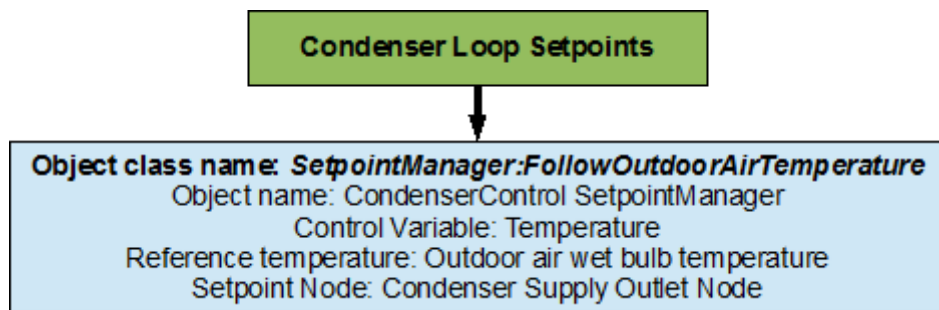 Condenser Loop Setpoints
Object class name: SetpointManager:FollowOutdoorAirTemperature
Object name: CondenserControl SetpointManager
Control Variable: Temperature
Reference temperature: Outdoor air wet bulb temperature
Setpoint Node: Condenser Supply Outlet Node